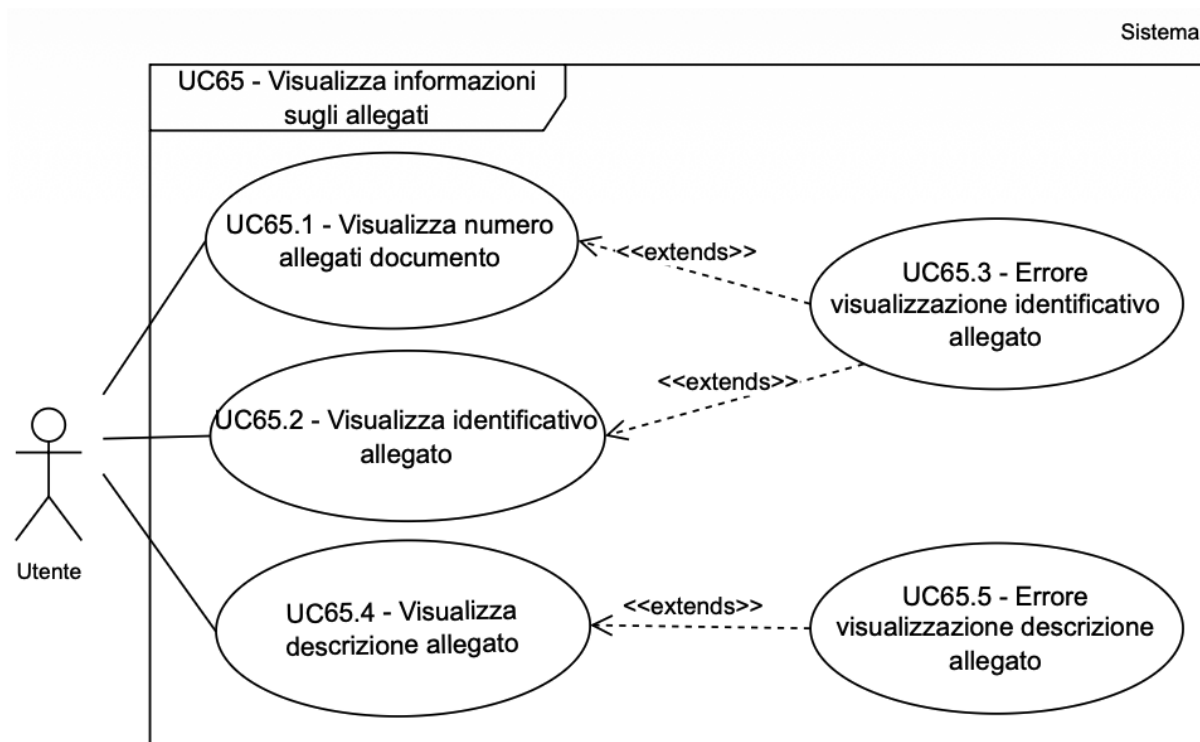 Sistema
UC65 - Visualizza informazioni
sugli allegati
UC65.1 - Visualizza numero
allegati documento
<<extends>>
UC65.3 - Errore
visualizzazione identificativo
allegato
<<extends>>
UC65.2 - Visualizza identificativo
allegato
Utente
UC65.4 - Visualizza
descrizione allegato
<<extends>>
UC65.5 - Errore
visualizzazione descrizione
allegato